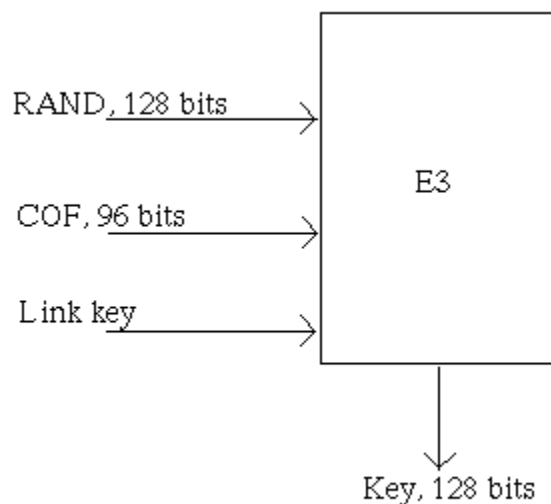 RAND, 128 bits
E3
COF, 96 bits
Link key
Key, 128 bits